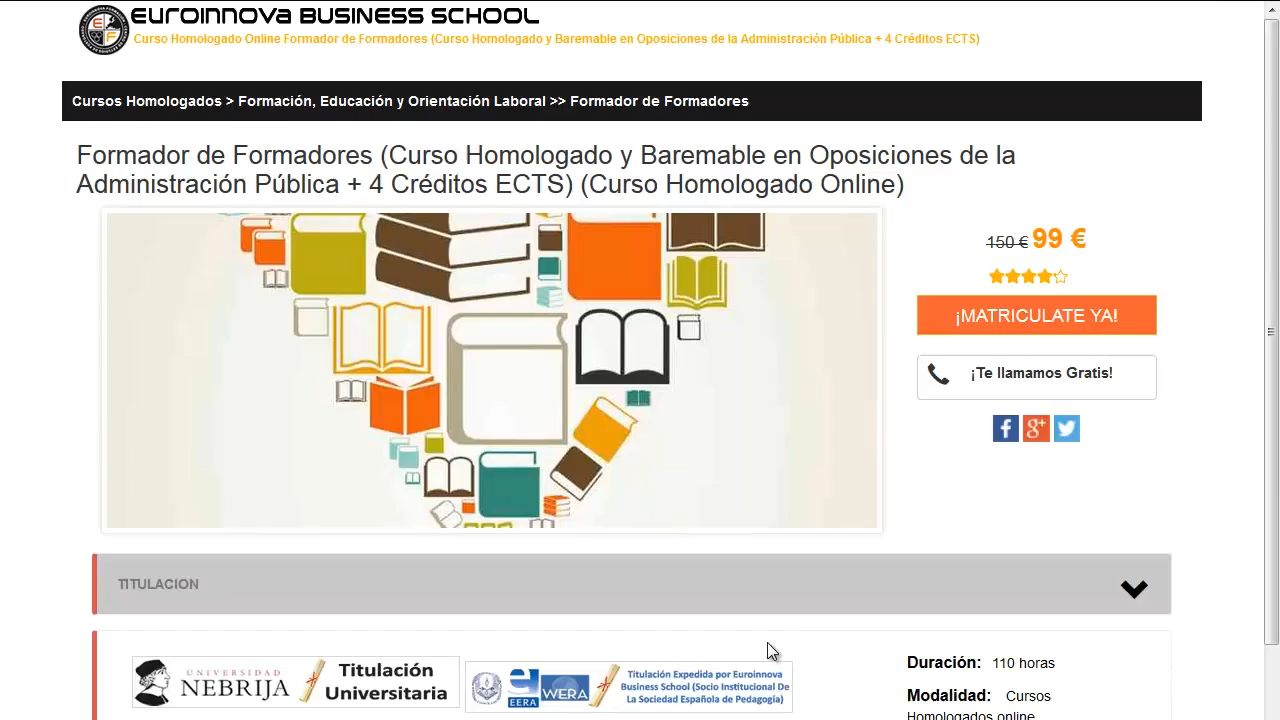 EUROINNOVA BUSINESS SCHOOL
Curso Homologado Online Formador de Formadores (Curso Homologado y Baremable en Oposiciones de la Administración Pública + 4 Créditos ECTS)
Cursos Homologados > Formación, Educación y Orientación Laboral >> Formador de Formadores
Formador de Formadores (Curso Homologado y Baremable en Oposiciones de la
Administración Pública + 4 Créditos ECTS) (Curso Homologado Online)
150 € 99 €
¡MATRICULATE YA!
¡Te llamamos Gratis!
TITULACION
UNIVERSIDAD
NEBRIJA
Titulación
Universitaria
EERA
WERA
Titulación Expedida por Euroinnova
Business School (Socio Institucional De
La Sociedad Española de Pedagogía)
Duración: 110 horas
Modalidad: Cursos
Homologados online